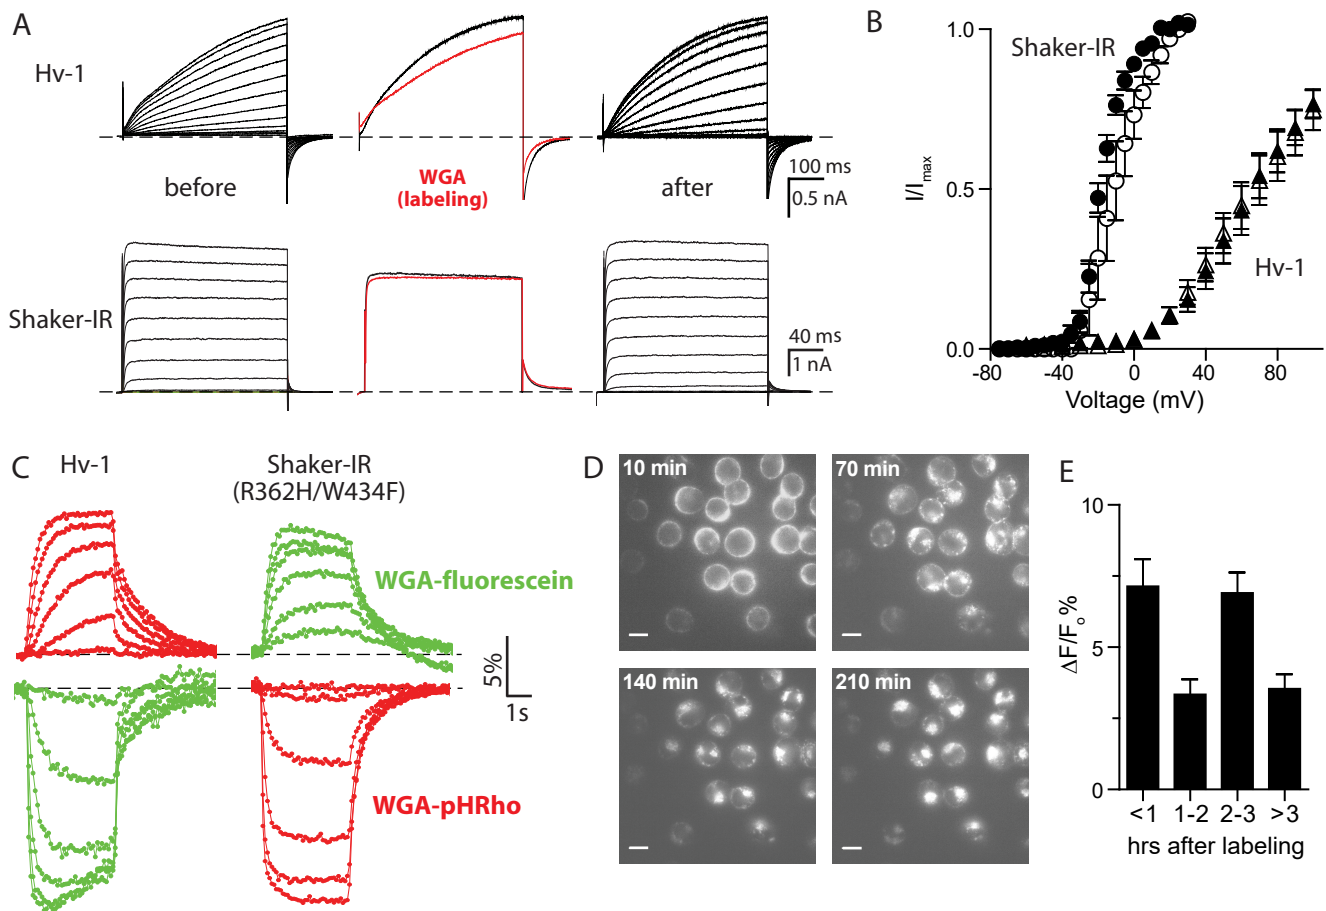 A
Hv-1
before
WGA
(labeling)
after
100 ms
0.5 nA
Shaker-IR
40 ms
1 nA
B
Shaker-IR
Hv-1
I/Imax
1.0
0.5
0.0
-80
-40
0
40
80
Voltage (mV)
C
Hv-1
Shaker-IR
(R362H/W434F)
WGA-fluorescein
5%
1s
WGA-pHRho
D
10 min
70 min
140 min
210 min
E
ΔF/Fo %
10
5
0
<1
1-2
2-3
>3
hrs after labeling